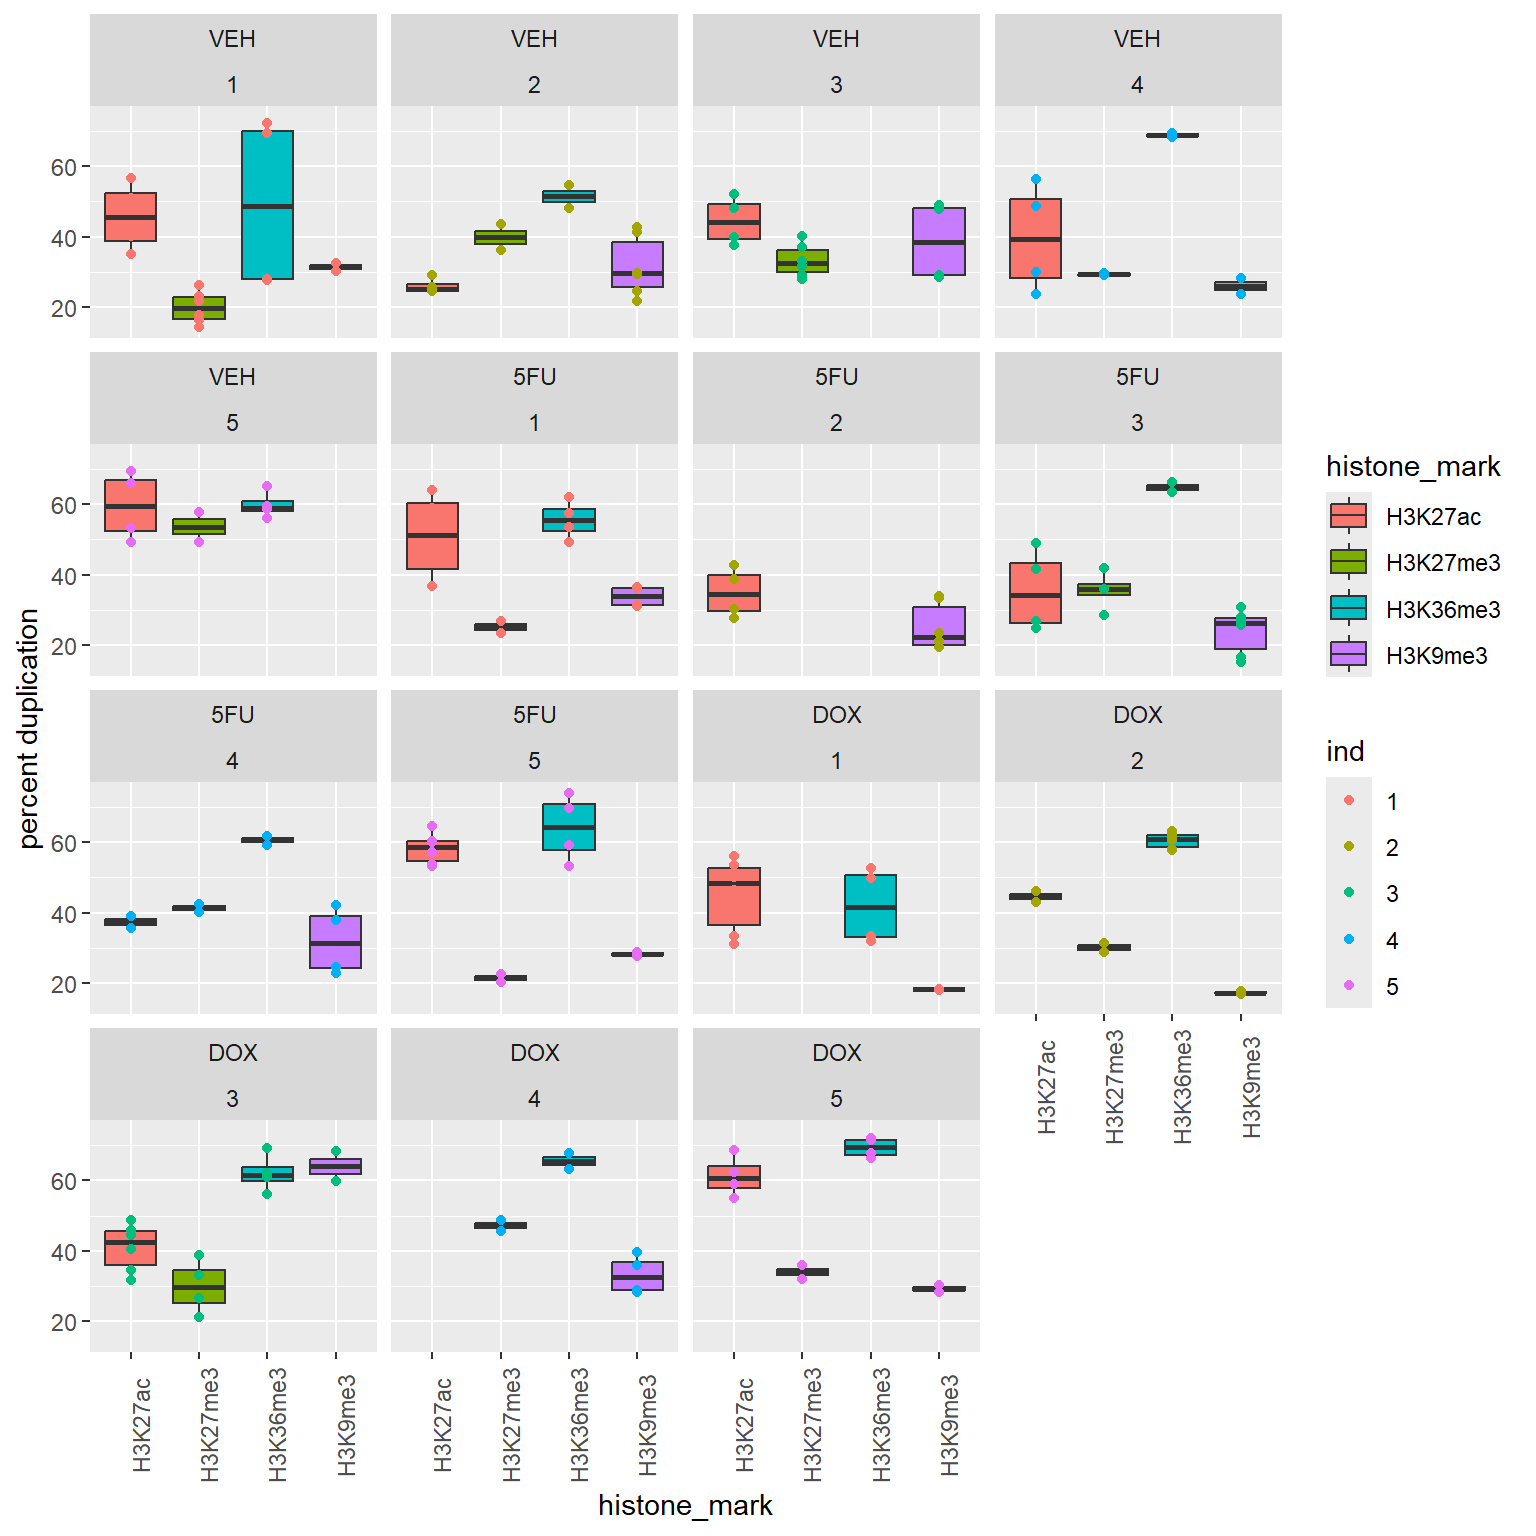 VEH
VEH
VEH
VEH
1
2
3
4
60
40
20
VEH
5FU
5FU
5FU
5
1
2
3
60
40
20
5FU
5FU
DOX
DOX
4
5
1
2
60
40
20
H3K27ac
H3K27me3
H3K36me3
H3K9me3
DOX
DOX
DOX
3
4
5
60
40
20
H3K27ac
H3K27me3
H3K36me3
H3K9me3
H3K27ac
H3K27me3
H3K36me3
H3K9me3
H3K27ac
H3K27me3
H3K36me3
H3K9me3
histone_mark
percent duplication
histone_mark
H3K27ac
H3K27me3
H3K36me3
H3K9me3
ind
1
2
3
4
5